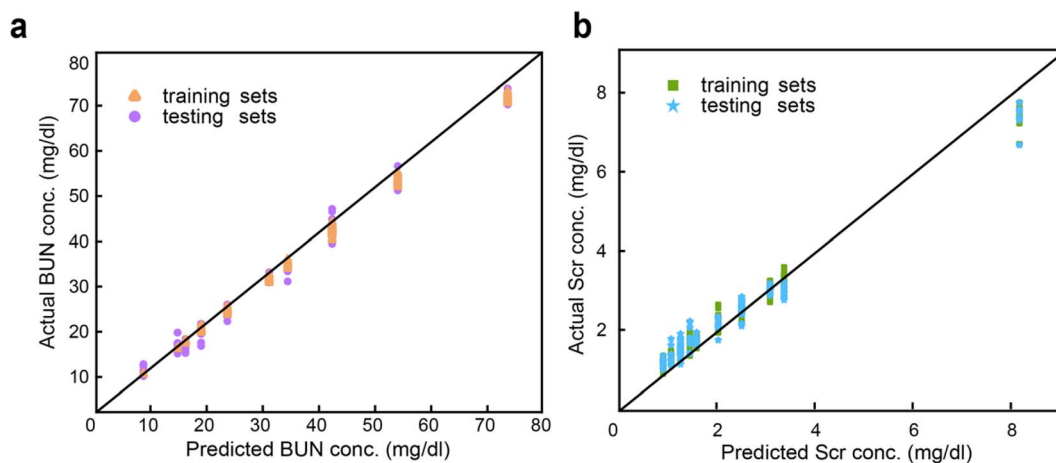 a
Actual BUN conc. (mg/dl)
80
70
60
50
40
30
20
10
training sets
testing sets
0 10 20 30 40 50 60 70 80
Predicted BUN conc. (mg/dl)
b
Actual Scr conc. (mg/dl)
8
6
4
2
training sets
testing sets
0 2 4 6 8
Predicted Scr conc. (mg/dl)